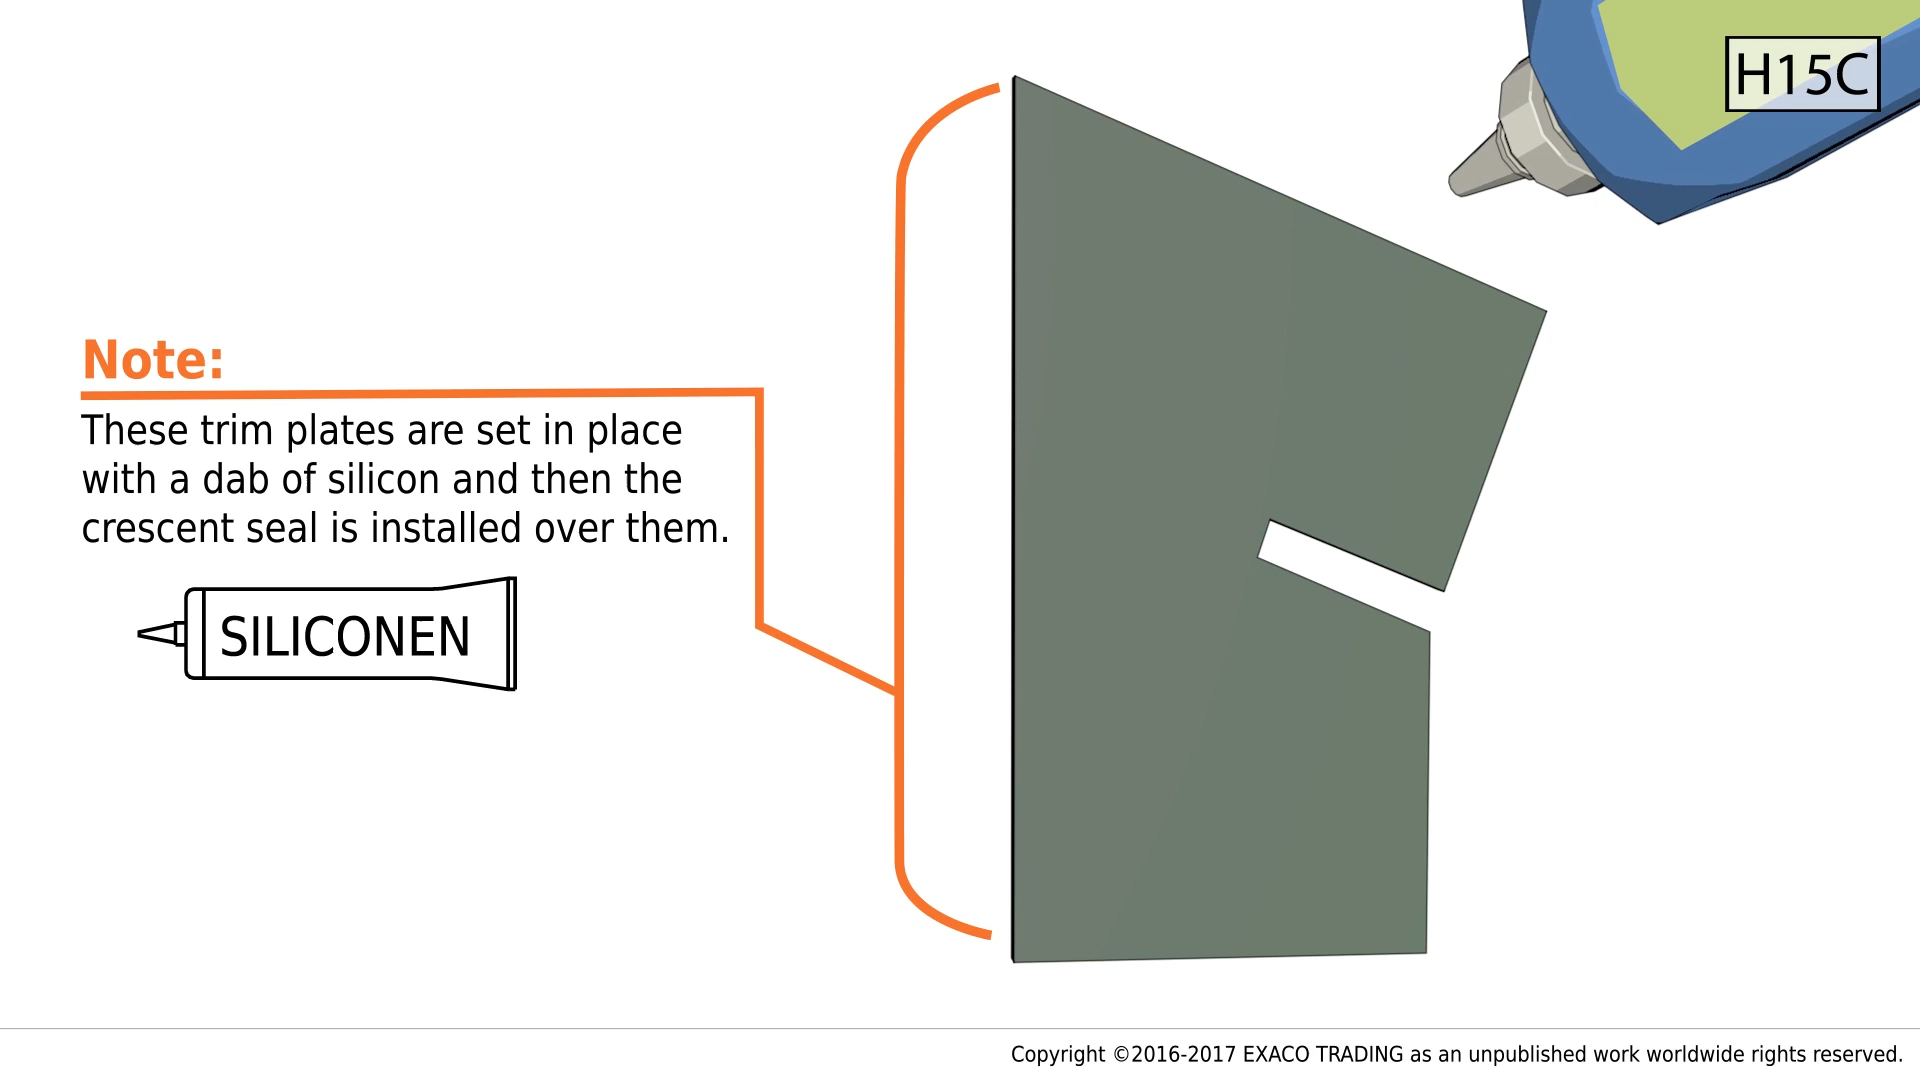 H15C
Note:
These trim plates are set in place
with a dab of silicon and then the
crescent seal is installed over them.
SILICONEN
Copyright ©2016-2017 EXACO TRADING as an unpublished work worldwide rights reserved.